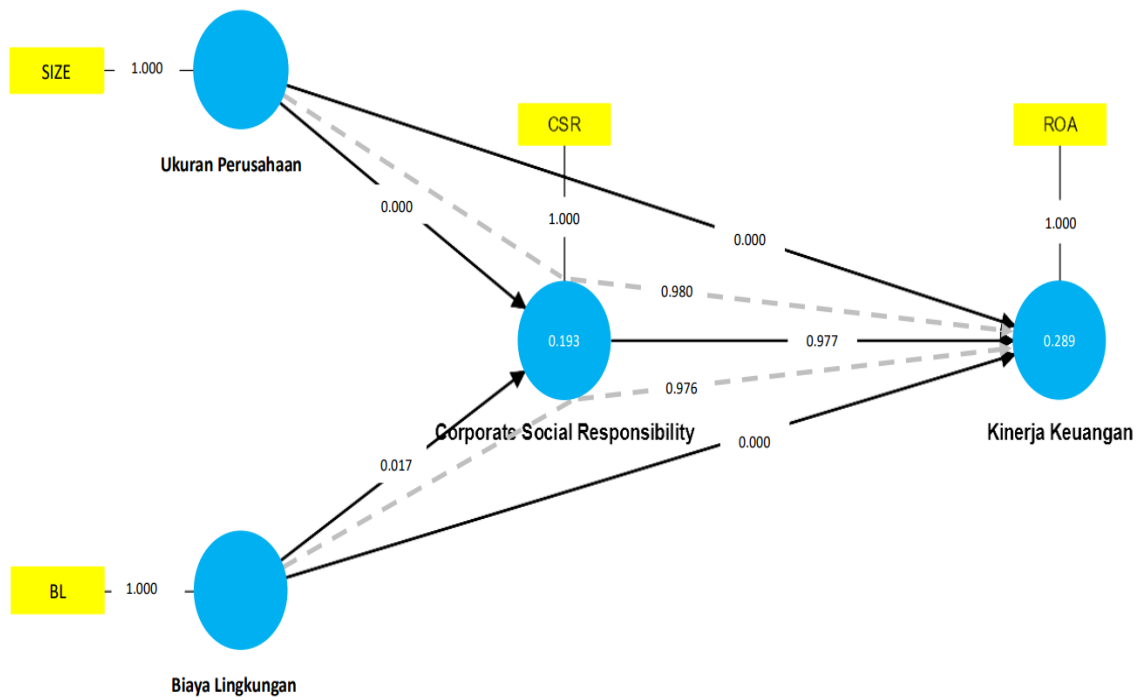 SIZE
1.000
Ukuran Perusahaan
CSR
ROA
0.000
1.000
0.000
1.000
0.980
0.193
0.977
0.289
0.976
Corporate Social Responsibility
Kinerja Keuangan
0.017
0.000
BL
1.000
Biaya Lingkungan